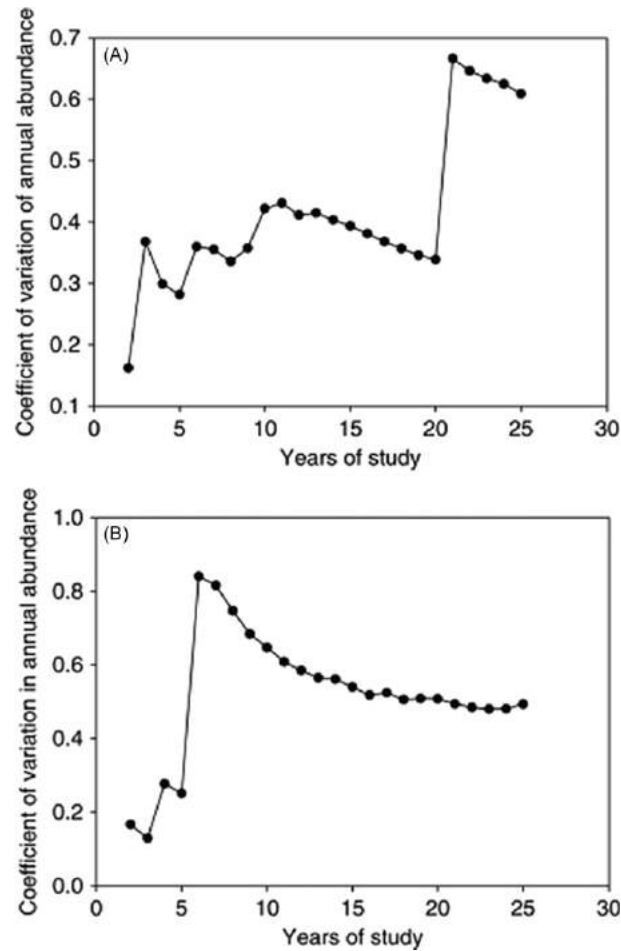 (A)
Coefficient of variation of annual abundance
0.7
0.6
0.5
0.4
0.3
0.2
0.1
0 5 10 15 20 25 30
Years of study
(B)
Coefficient of variation in annual abundance
1.0
0.8
0.6
0.4
0.2
0.0
0 5 10 15 20 25 30
Years of study